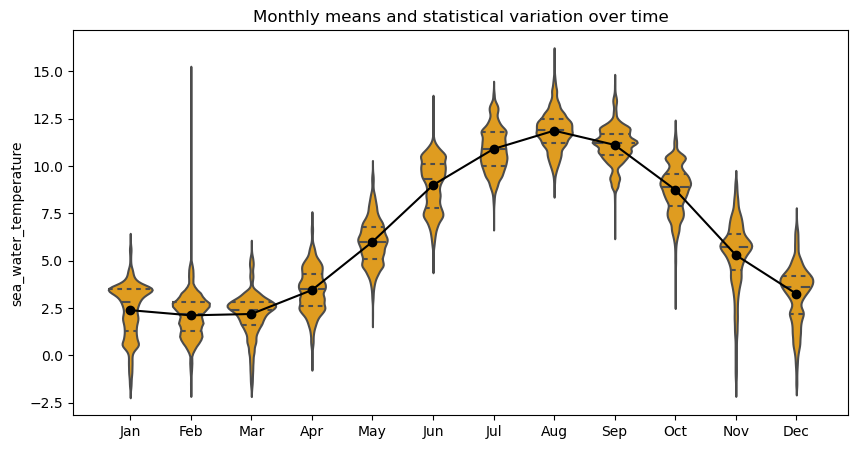 Monthly means and statistical variation over time
sea_water_temperature
15.0
12.5
10.0
7.5
5.0
2.5
0.0
−2.5
Jan Feb Mar Apr May Jun Jul Aug Sep Oct Nov Dec